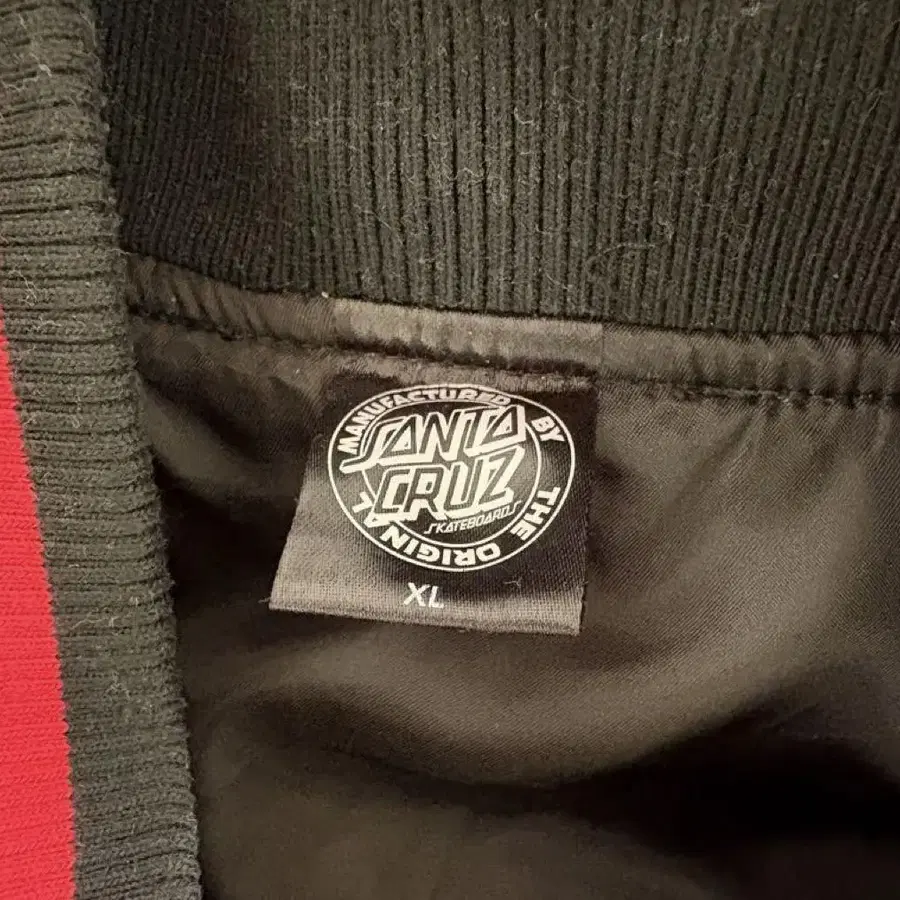 MANUFACTURED BY
SANTA
CRUZ
SKATEBOARDS
THE ORIGINAL
XL